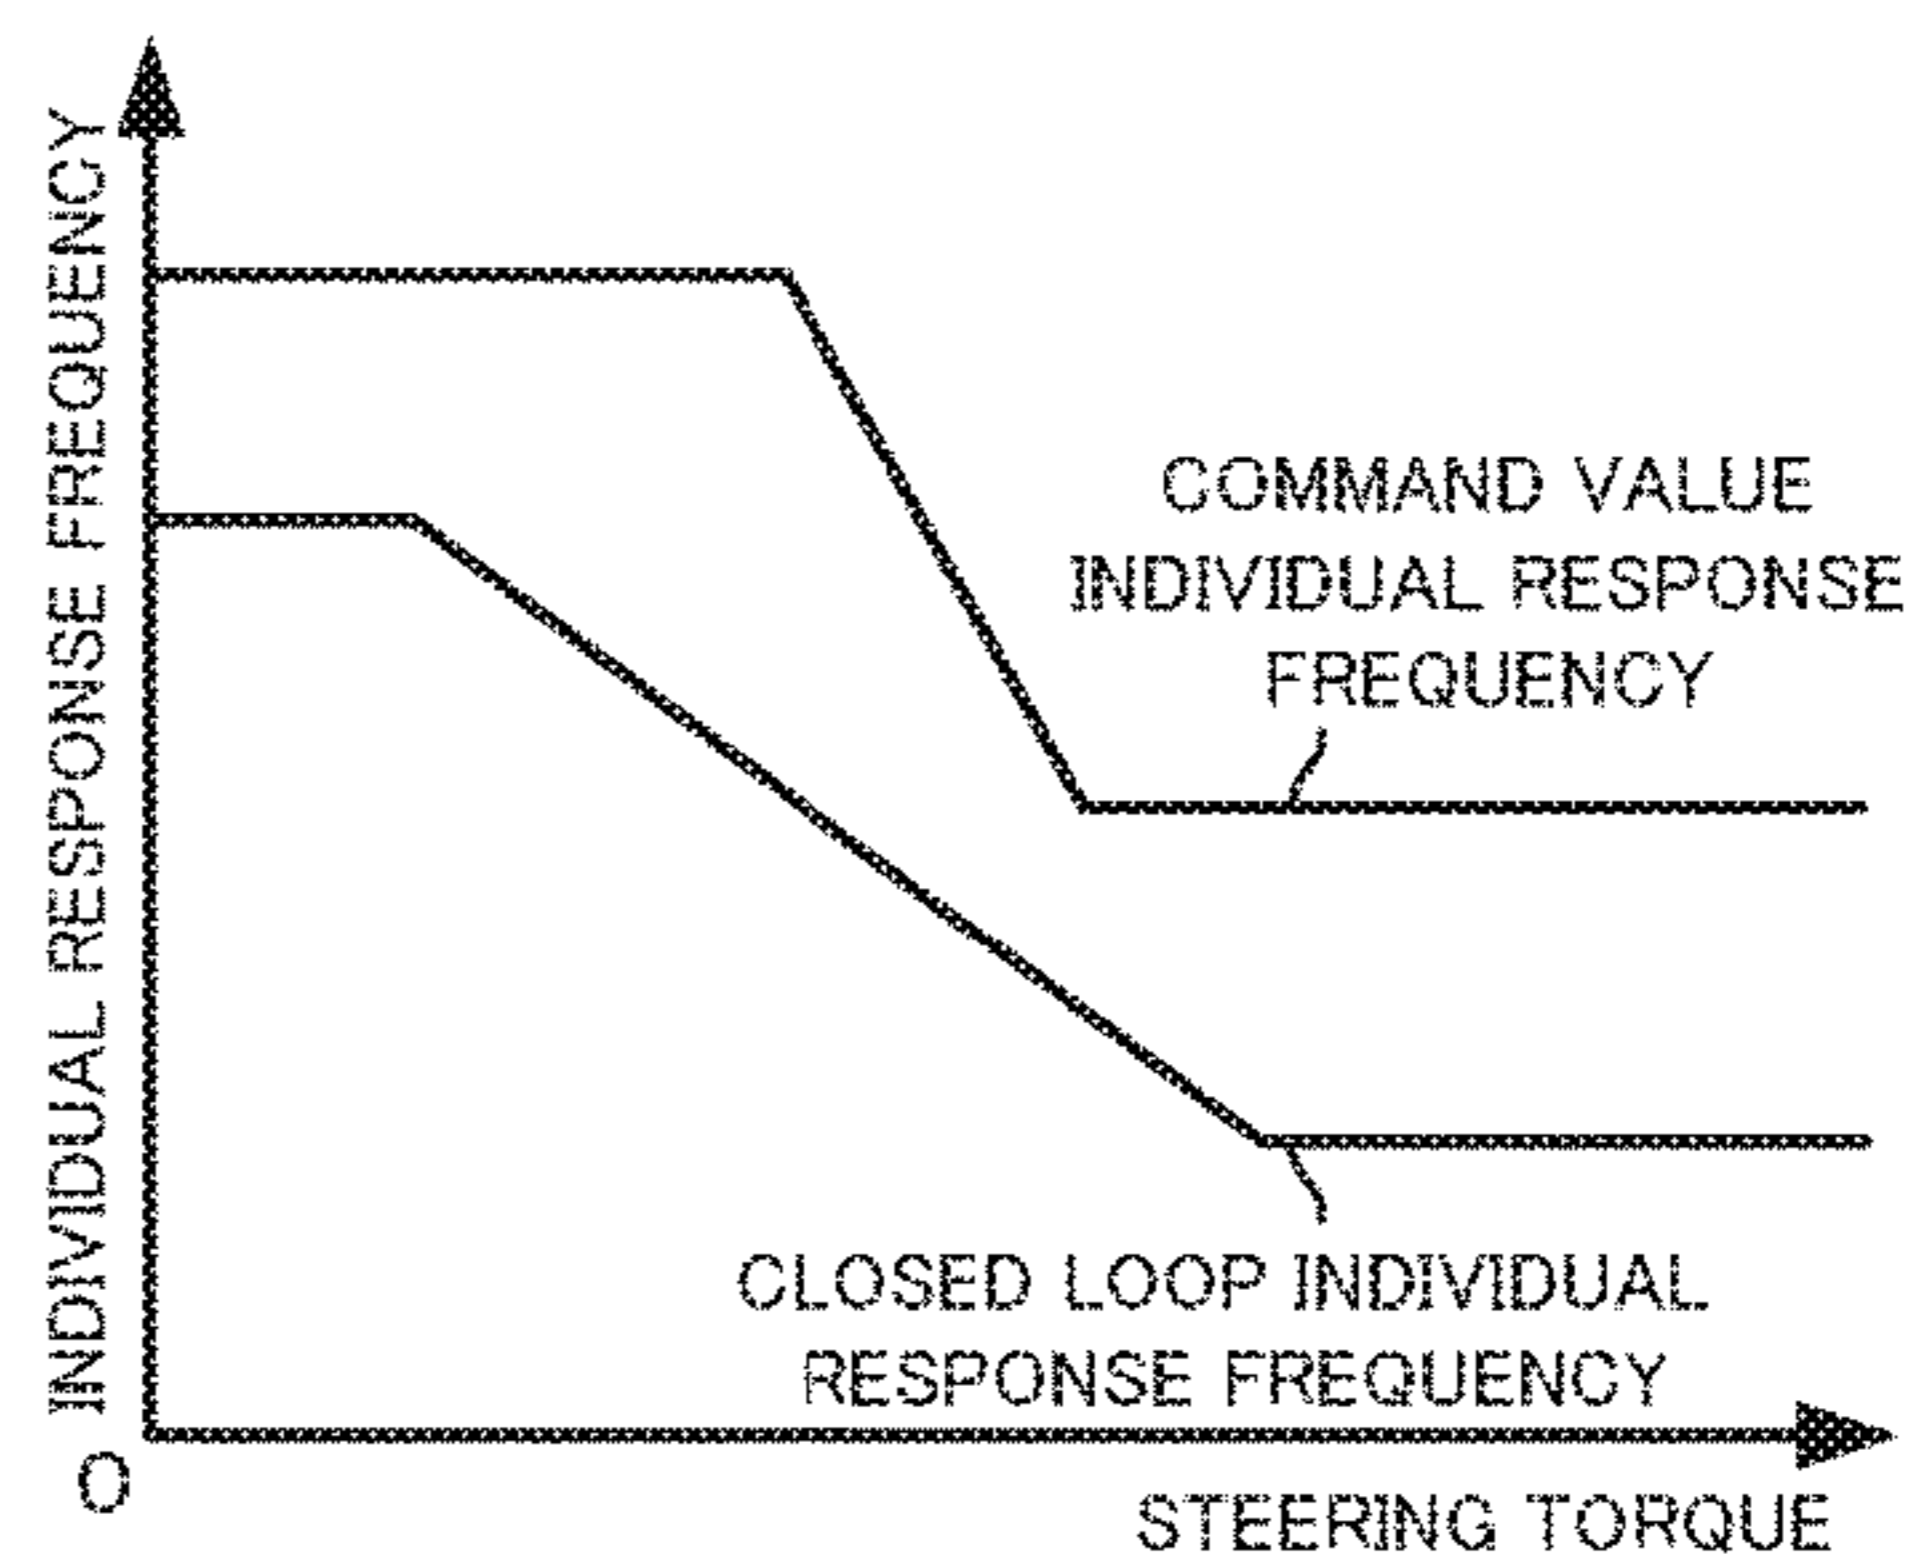 INDIVIDUAL RESPONSE FREQUENCY
COMMAND VALUE
INDIVIDUAL RESPONSE
FREQUENCY
CLOSED LOOP INDIVIDUAL
RESPONSE FREQUENCY
O
STEERING TORQUE